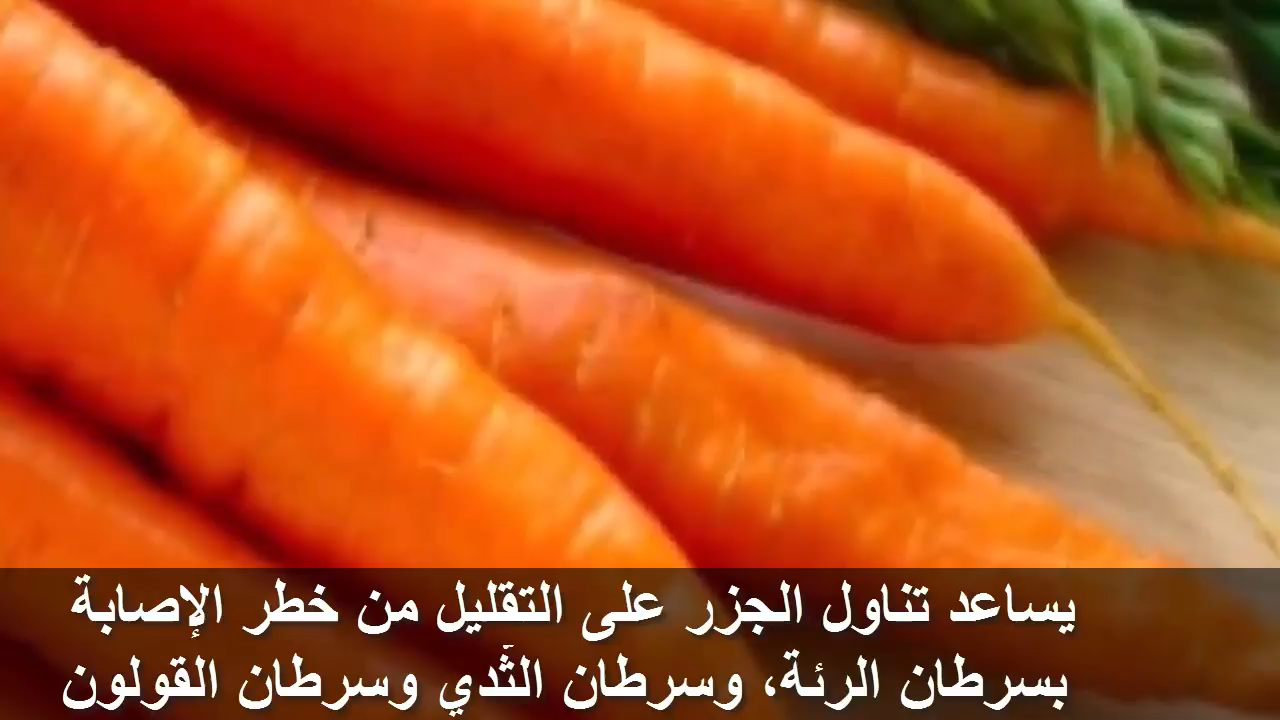 يساعد تناول الجزر على التقليل من خطر الإصابة
بسرطان الرئة، وسرطان الثَّدي وسرطان القولون